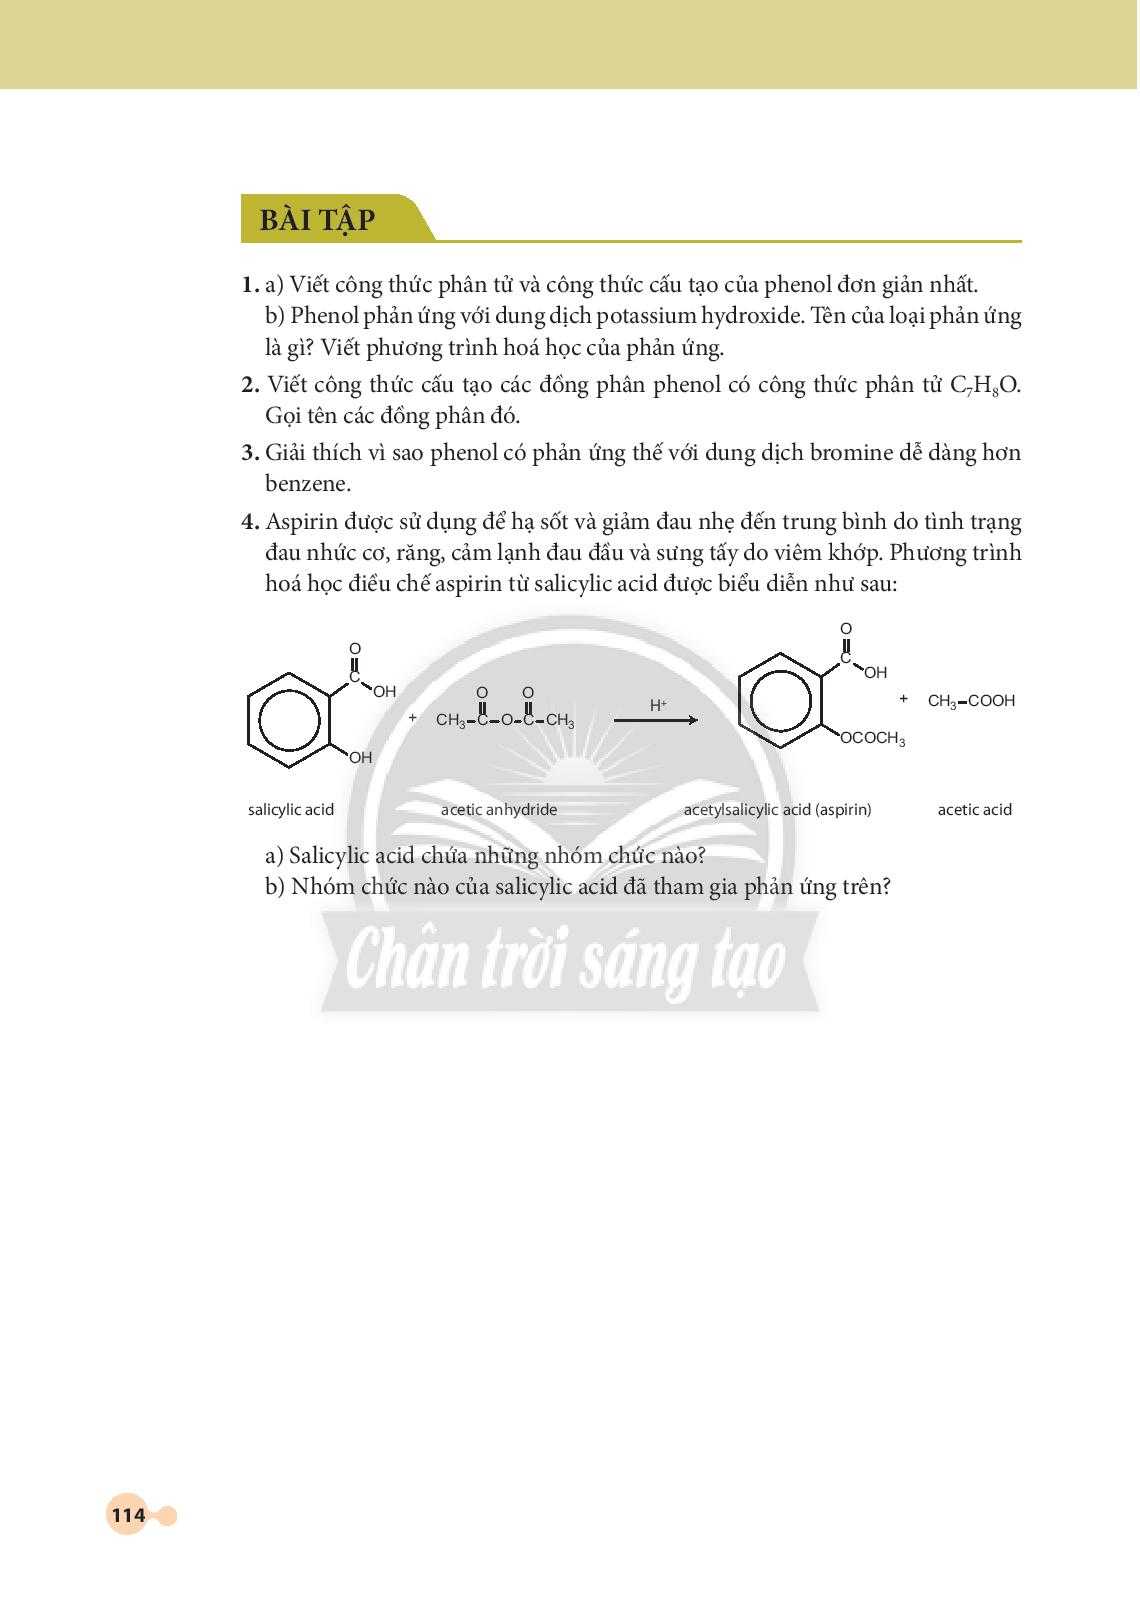 BÀI TẬP
1. a) Viết công thức phân tử và công thức cấu tạo của phenol đơn giản nhất.
b) Phenol phản ứng với dung dịch potassium hydroxide. Tên của loại phản ứng
là gì? Viết phương trình hoá học của phản ứng.
2. Viết công thức cấu tạo các đồng phân phenol có công thức phân tử C₇H₈O.
Gọi tên các đồng phân đó.
3. Giải thích vì sao phenol có phản ứng thế với dung dịch bromine dễ dàng hơn
benzene.
4. Aspirin được sử dụng để hạ sốt và giảm đau nhẹ đến trung bình do tình trạng
đau nhức cơ, răng, cảm lạnh đau đầu và sưng tấy do viêm khớp. Phương trình
hoá học điều chế aspirin từ salicylic acid được biểu diễn như sau:
O
C
OH
OH
+
O O
CH₃–C–O–C–CH₃
H⁺
O
C
OH
OCOCH₃
+
CH₃–COOH
salicylic acid acetic anhydride acetylsalicylic acid (aspirin) acetic acid
a) Salicylic acid chứa những nhóm chức nào?
b) Nhóm chức nào của salicylic acid đã tham gia phản ứng trên?
Chân trời sáng tạo
114